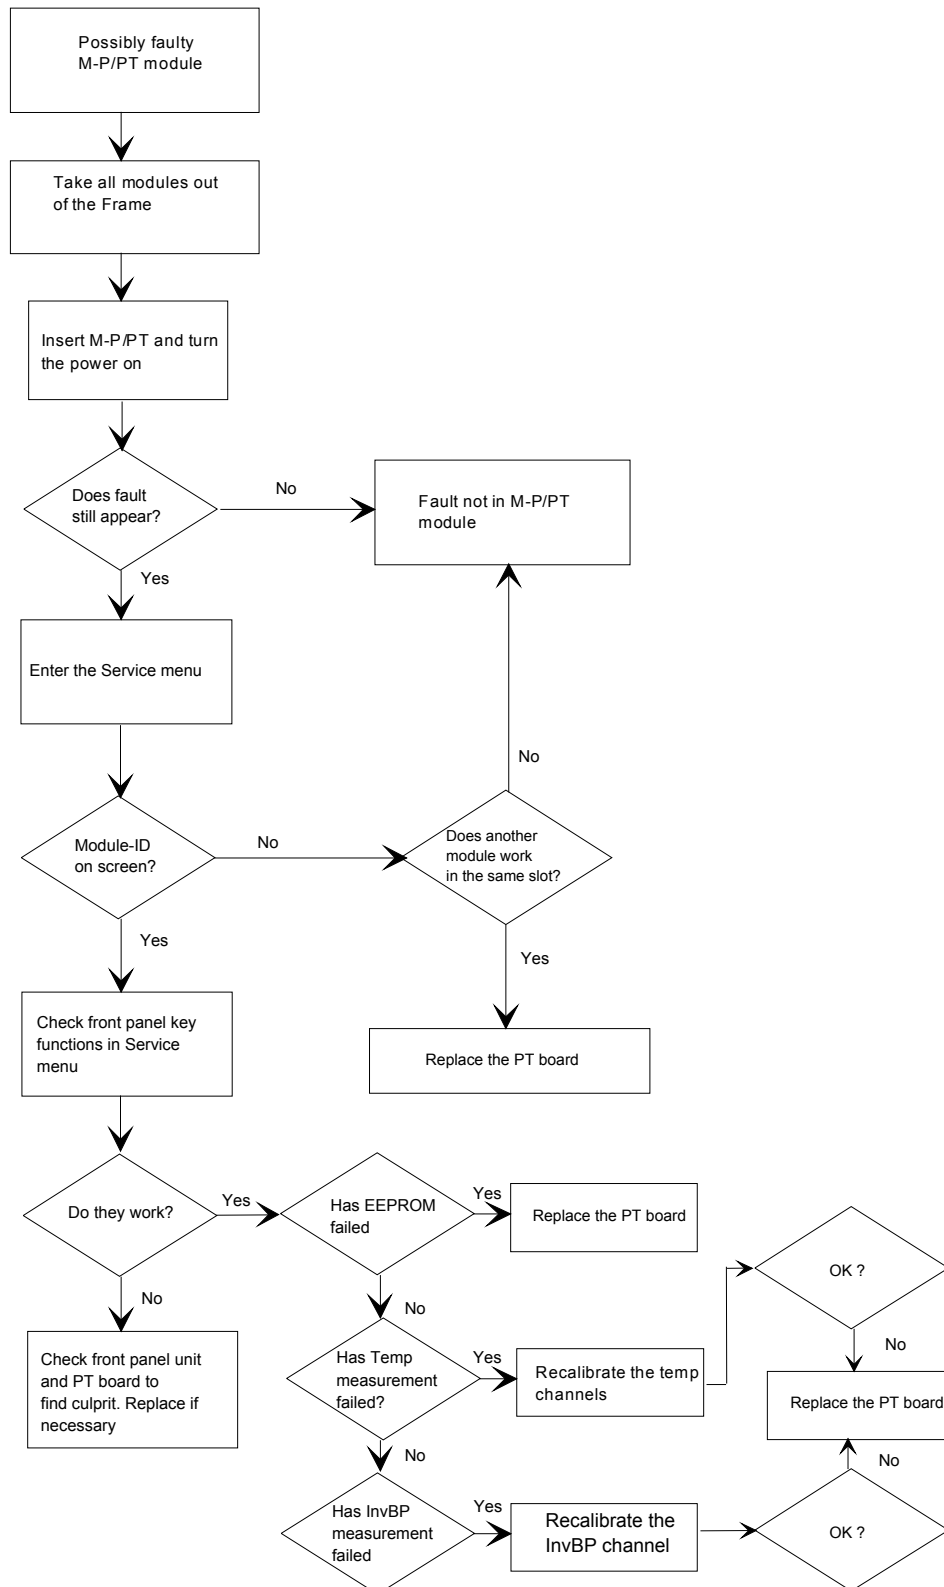 Possibly faulty
M-P/PT module
Take all modules out
of the Frame
Insert M-P/PT and turn
the power on
Does fault
still appear?
No
Fault not in M-P/PT
module
Yes
Enter the Service menu
No
Module-ID
on screen?
No
Does another
module work
in the same slot?
Yes
Yes
Check front panel key
functions in Service
menu
Replace the PT board
Do they work?
Yes
Has EEPROM
failed
Yes
Replace the PT board
OK ?
No
No
No
Check front panel unit
and PT board to
find culprit. Replace if
necessary
Has Temp
measurement
failed?
Yes
Recalibrate the temp
channels
Replace the PT board
No
No
Has InvBP
measurement
failed
Yes
Recalibrate the
InvBP channel
OK ?